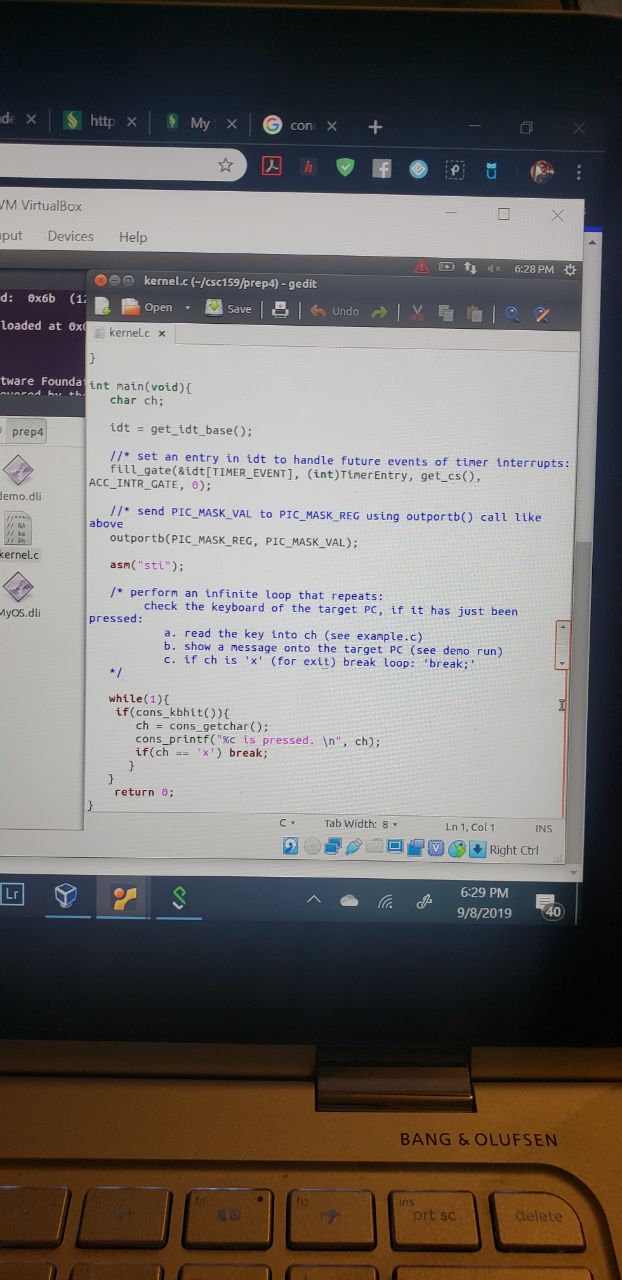 http
My
con
VM VirtualBox
Devices
Help
6:28 PM
kernel.c (~/csc159/prep4) - gedit
Open
Save
Undo
d: 0x6b
loaded at
kernel.c x
tware
prep4
demo.dli
kernel.c
MyOS.dli
}
int main(void){
char ch;
idt = get_idt_base();
//* set an entry in idt to handle future events of timer interrupts:
fill_gate(&idt[TIMER_EVENT], (int)TimerEntry, get_cs(),
ACC_INTR_GATE, 0);
//* send PIC_MASK_VAL to PIC_MASK_REG using outportb() call like
above
outportb(PIC_MASK_REG, PIC_MASK_VAL);
asm("sti");
/* perform an infinite loop that repeats:
check the keyboard of the target PC, if it has just been
pressed:
a. read the key into ch (see example.c)
b. show a message onto the target PC (see demo run)
c. if ch is 'x' (for exit) break loop: 'break;'
*/
while(1){
if(cons_kbhit()){
ch = cons_getchar();
cons_printf("%c is pressed. \n", ch);
if(ch == 'x') break;
}
}
return 0;
}
C
Tab Width: 8
Ln 1, Col 1
INS
Right Ctrl
Lr
6:29 PM
9/8/2019
40
BANG & OLUFSEN
f11
f12
ins
prt sc
delete